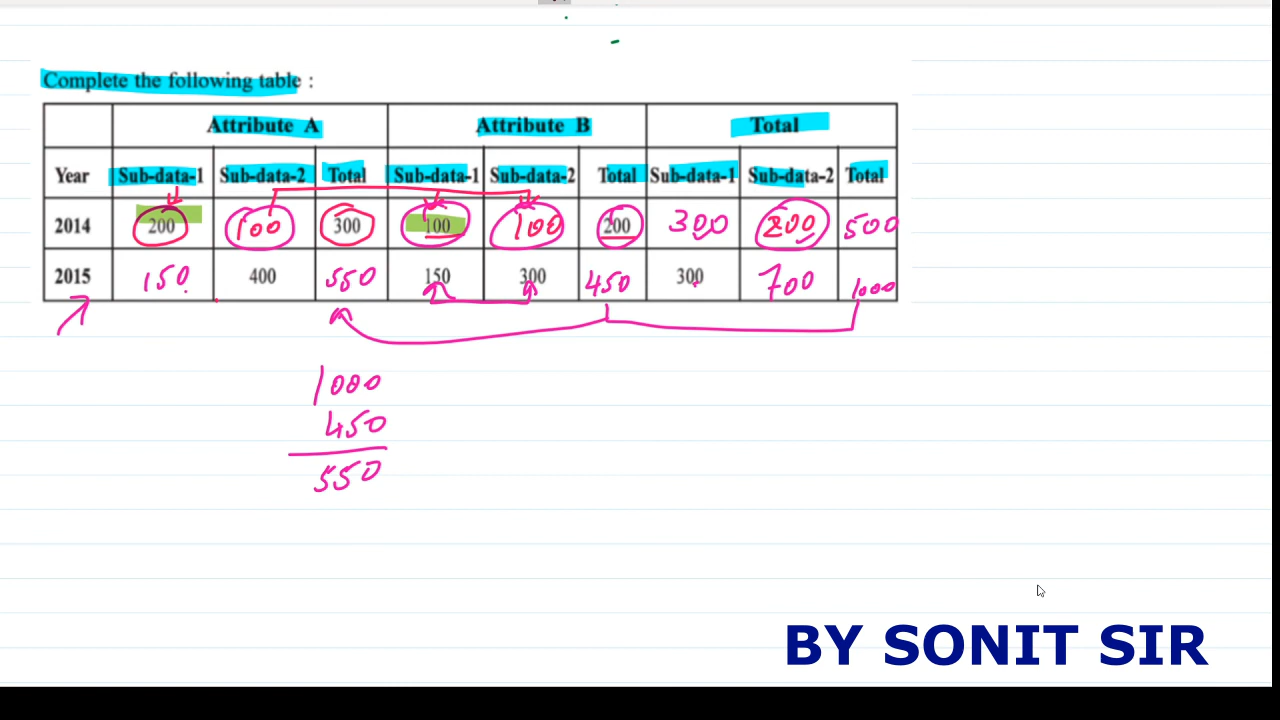 Complete the following table :
Attribute A Attribute B Total
Year Sub-data-1 Sub-data-2 Total Sub-data-1 Sub-data-2 Total Sub-data-1 Sub-data-2 Total
2014 200 100 300 100 100 200 300 200 500
2015 150 400 550 150 300 450 300 700 1000
1000
450
550
BY SONIT SIR